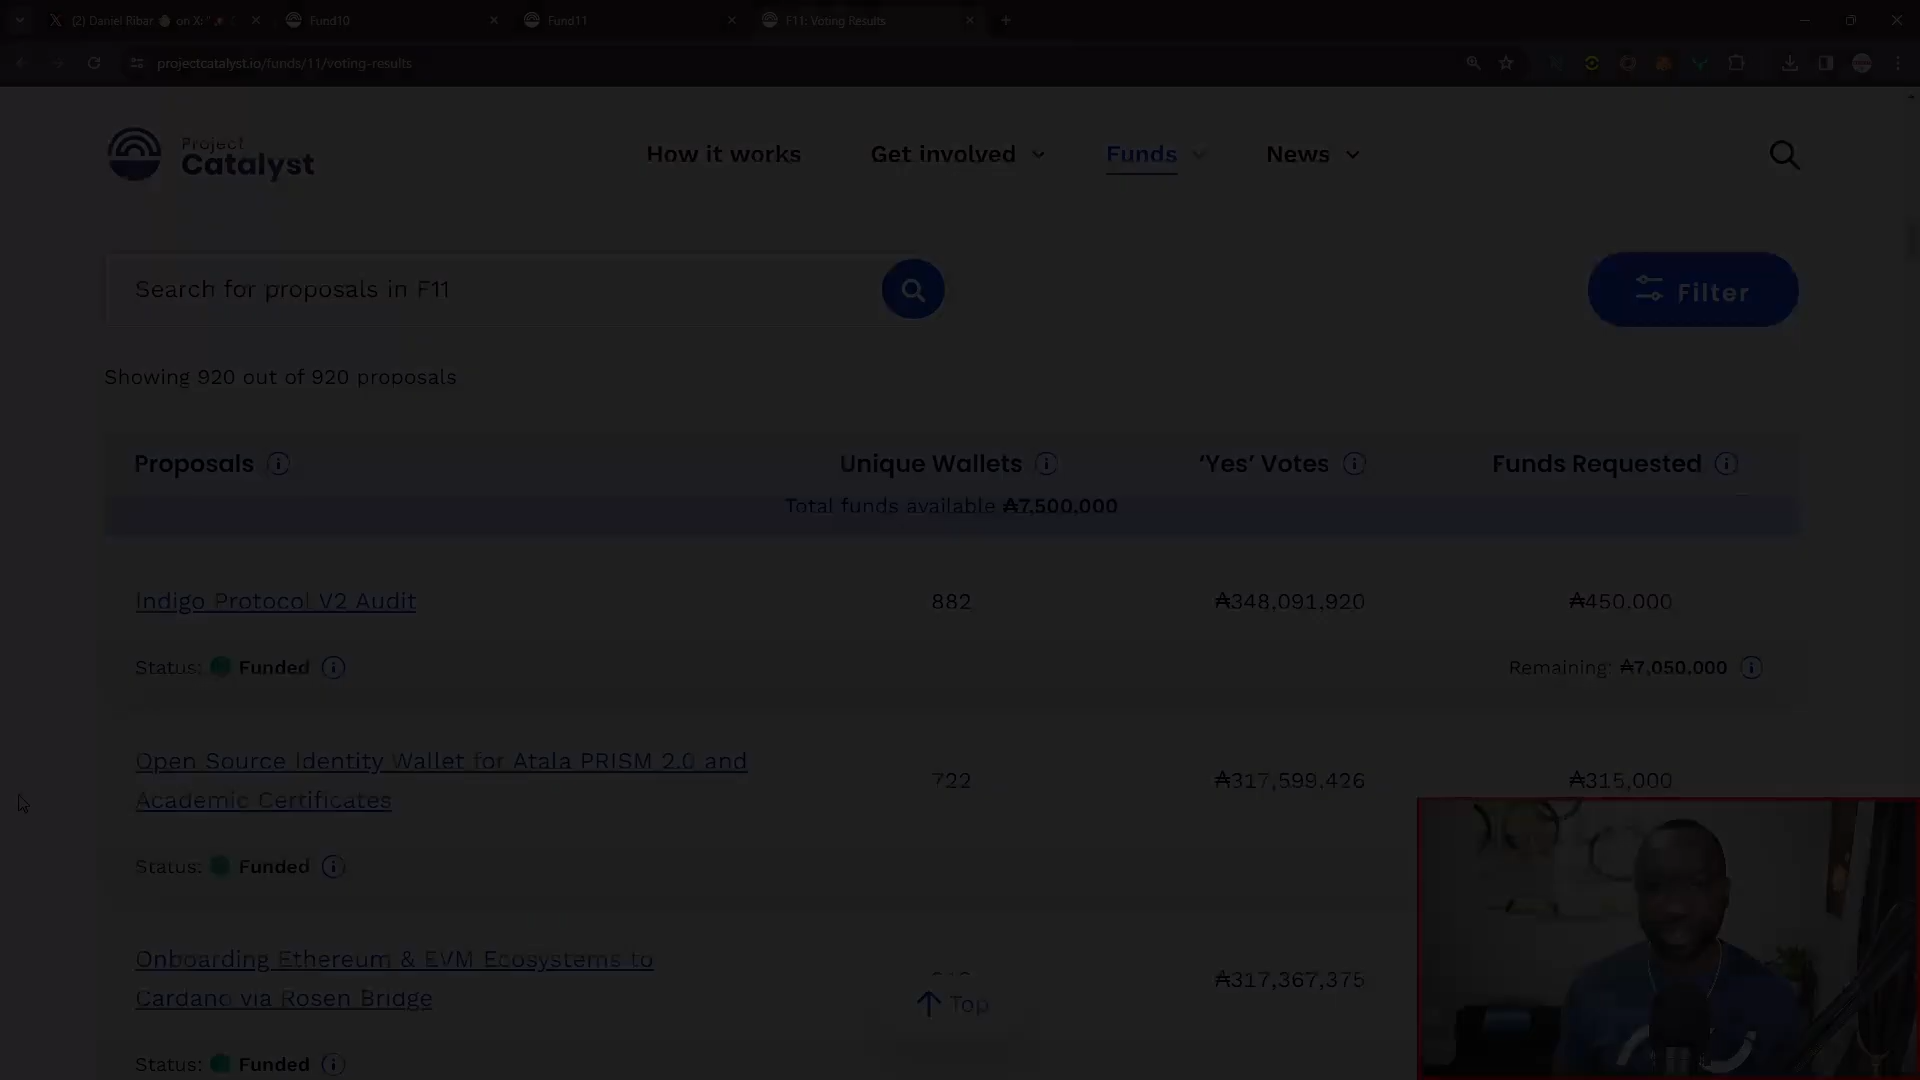 (2) Daniel Ribar on X: "
Fund10
Fund11
F11: Voting Results
projectcatalyst.io/funds/11/voting-results
Project
Catalyst
How it works
Get involved
Funds
News
Search for proposals in F11
Filter
Showing 920 out of 920 proposals
Proposals
Unique Wallets
‘Yes’ Votes
Funds Requested
Total funds available ₳7,500,000
Indigo Protocol V2 Audit
882
₳348,091,920
₳450,000
Status: Funded
Remaining: ₳7,050,000
Open Source Identity Wallet for Atala PRISM 2.0 and
Academic Certificates
722
₳317,599,426
₳315,000
Status: Funded
Onboarding Ethereum & EVM Ecosystems to
Cardano via Rosen Bridge
₳317,367,375
Top
Status: Funded